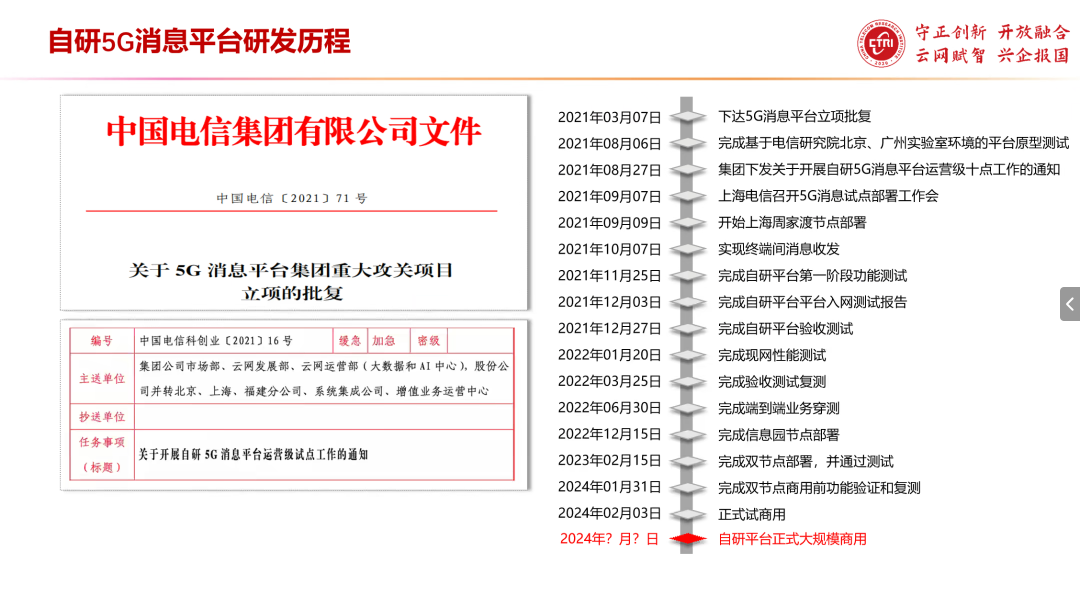 自研5G消息平台研发历程
守正创新 开放融合
云网赋智 兴企报国
CTRI
中国电信集团有限公司文件
中国电信〔2021〕71 号
关于 5G 消息平台集团重大攻关项目
立项的批复
编号 中国电信科创业〔2021〕16 号 缓急 加急 密级
主送单位 集团公司市场部、云网发展部、云网运营部（大数据和 AI 中心），股份公
司并转北京、上海、福建分公司、系统集成公司、增值业务运营中心
抄送单位
任务事项
（标题）
关于开展自研 5G 消息平台运营级试点工作的通知
2021年03月07日 下达5G消息平台立项批复
2021年08月06日 完成基于电信研究院北京、广州实验室环境的平台原型测试
2021年08月27日 集团下发关于开展自研5G消息平台运营级十点工作的通知
2021年09月07日 上海电信召开5G消息试点部署工作会
2021年09月09日 开始上海周家渡节点部署
2021年10月07日 实现终端间消息收发
2021年11月25日 完成自研平台第一阶段功能测试
2021年12月03日 完成自研平台平台入网测试报告
2021年12月27日 完成自研平台验收测试
2022年01月20日 完成现网性能测试
2022年03月25日 完成验收测试复测
2022年06月30日 完成端到端业务穿测
2022年12月15日 完成信息园节点部署
2023年02月15日 完成双节点部署，并通过测试
2024年01月31日 完成双节点商用前功能验证和复测
2024年02月03日 正式试商用
2024年？月？日 自研平台正式大规模商用